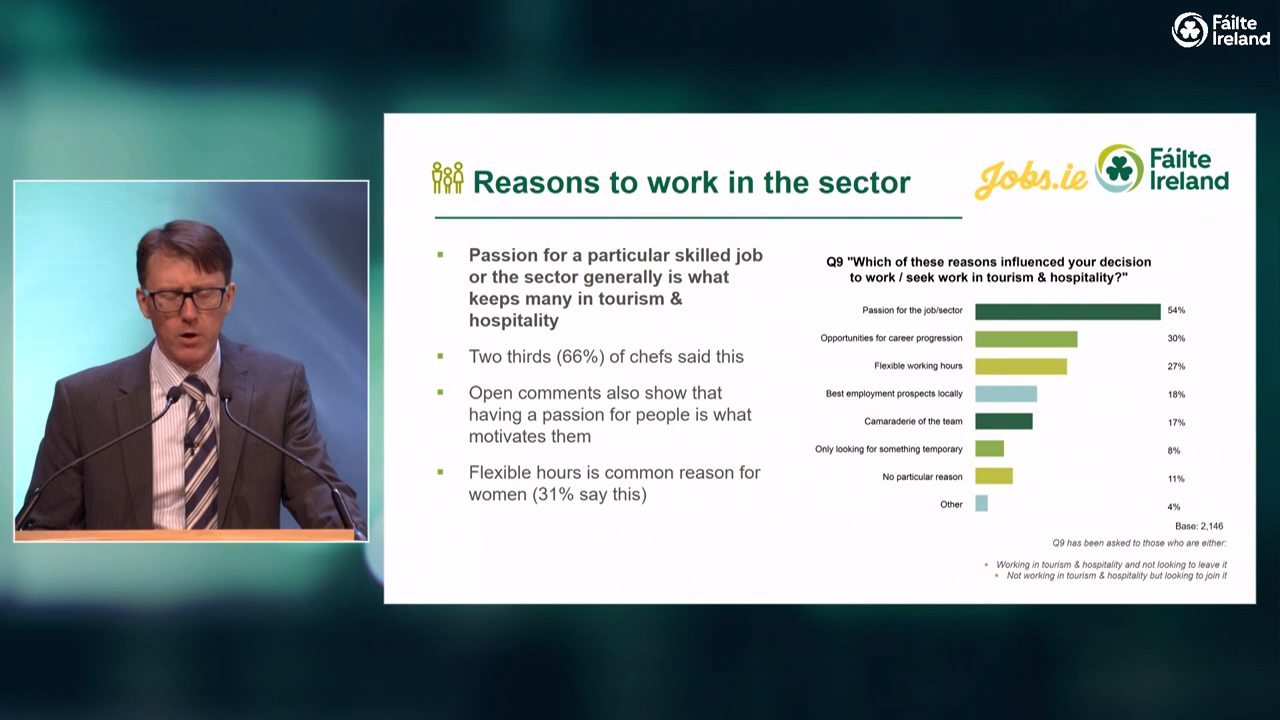 Fáilte
Ireland
Reasons to work in the sector
Jobs.ie
Fáilte
Ireland
Passion for a particular skilled job
or the sector generally is what
keeps many in tourism &
hospitality
Two thirds (66%) of chefs said this
Open comments also show that
having a passion for people is what
motivates them
Flexible hours is common reason for
women (31% say this)
Q9 "Which of these reasons influenced your decision
to work / seek work in tourism & hospitality?"
Passion for the job/sector 54%
Opportunities for career progression 30%
Flexible working hours 27%
Best employment prospects locally 18%
Camaraderie of the team 17%
Only looking for something temporary 8%
No particular reason 11%
Other 4%
Base: 2,146
Q9 has been asked to those who are either:
Working in tourism & hospitality and not looking to leave it
Not working in tourism & hospitality but looking to join it